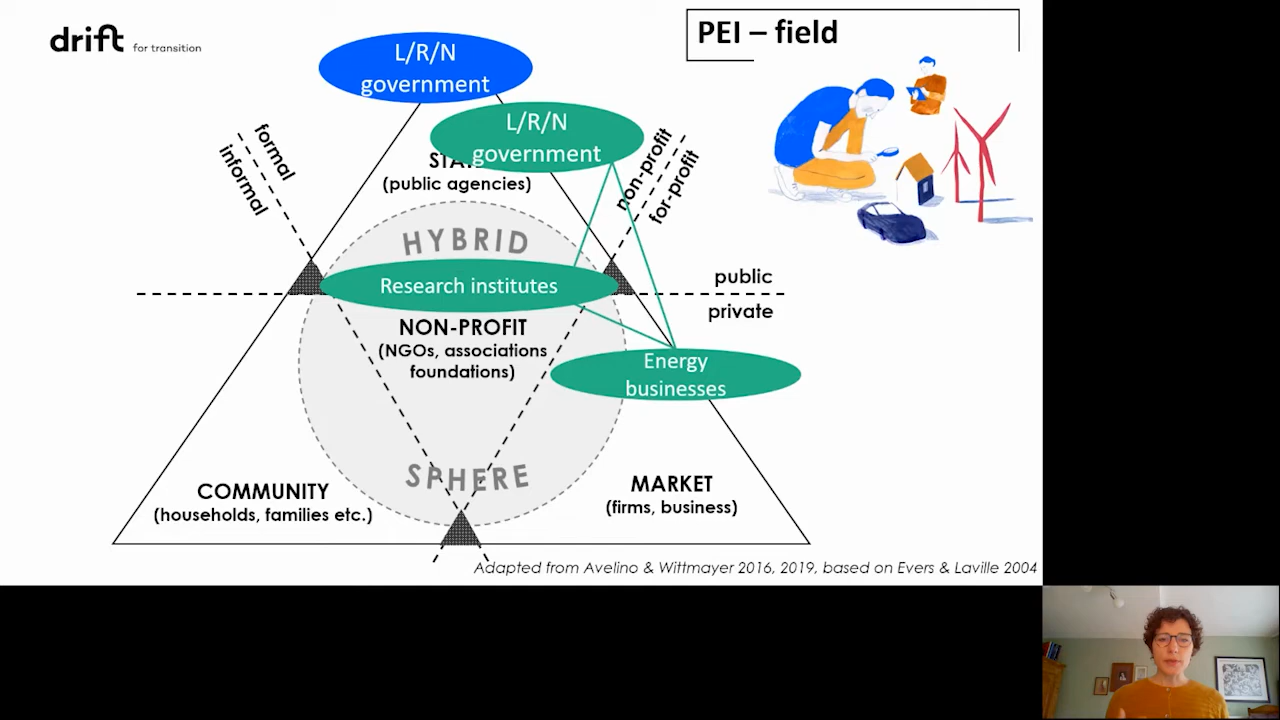 drift for transition
PEI – field
L/R/N
government
L/R/N
government
STA
(public agencies)
formal
informal
non-profit
for-profit
HYBRID
public
private
Research institutes
NON-PROFIT
(NGOs, associations
foundations)
Energy
businesses
SPHERE
COMMUNITY
(households, families etc.)
MARKET
(firms, business)
Adapted from Avelino & Wittmayer 2016, 2019, based on Evers & Laville 2004